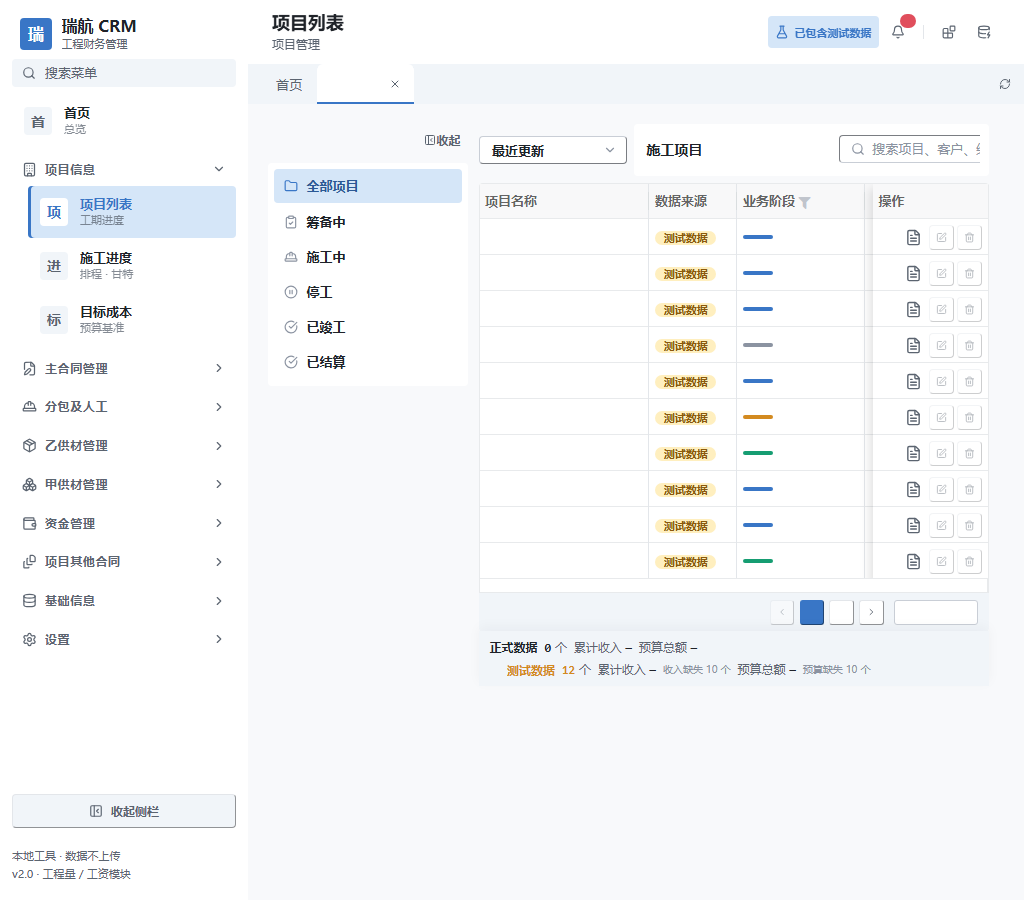 瑞
瑞航 CRM
工程财务管理
搜索菜单
首
首页
总览
项目信息
项
项目列表
工期进度
进
施工进度
排程 · 甘特
标
目标成本
预算基准
主合同管理
分包及人工
乙供材管理
甲供材管理
资金管理
项目其他合同
基础信息
设置
收起侧栏
本地工具 · 数据不上传
v2.0 · 工程量 / 工资模块
项目列表
项目管理
已包含测试数据
首页
收起
全部项目
筹备中
施工中
停工
已竣工
已结算
最近更新
施工项目
搜索项目、客户、
项目名称 数据来源 业务阶段 操作
测试数据
测试数据
测试数据
测试数据
测试数据
测试数据
测试数据
测试数据
测试数据
测试数据
正式数据 0 个 累计收入 – 预算总额 –
测试数据 12 个 累计收入 – 收入缺失 10 个 预算总额 – 预算缺失 10 个